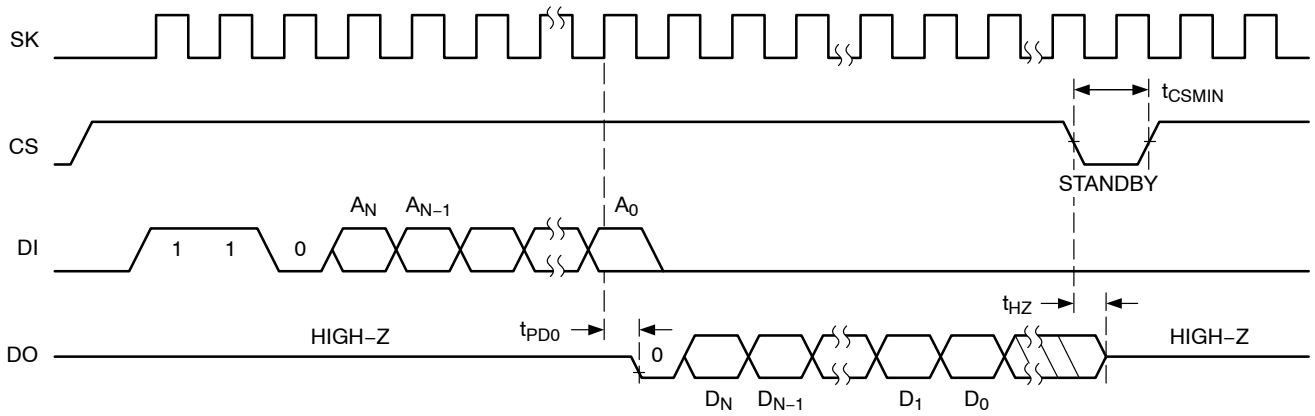 SK
t_CSMIN
CS
STANDBY
A_N A_N−1 A_0
DI 1 1 0
t_HZ
t_PD0
HIGH−Z HIGH−Z
DO 0
D_N D_N−1 D_1 D_0